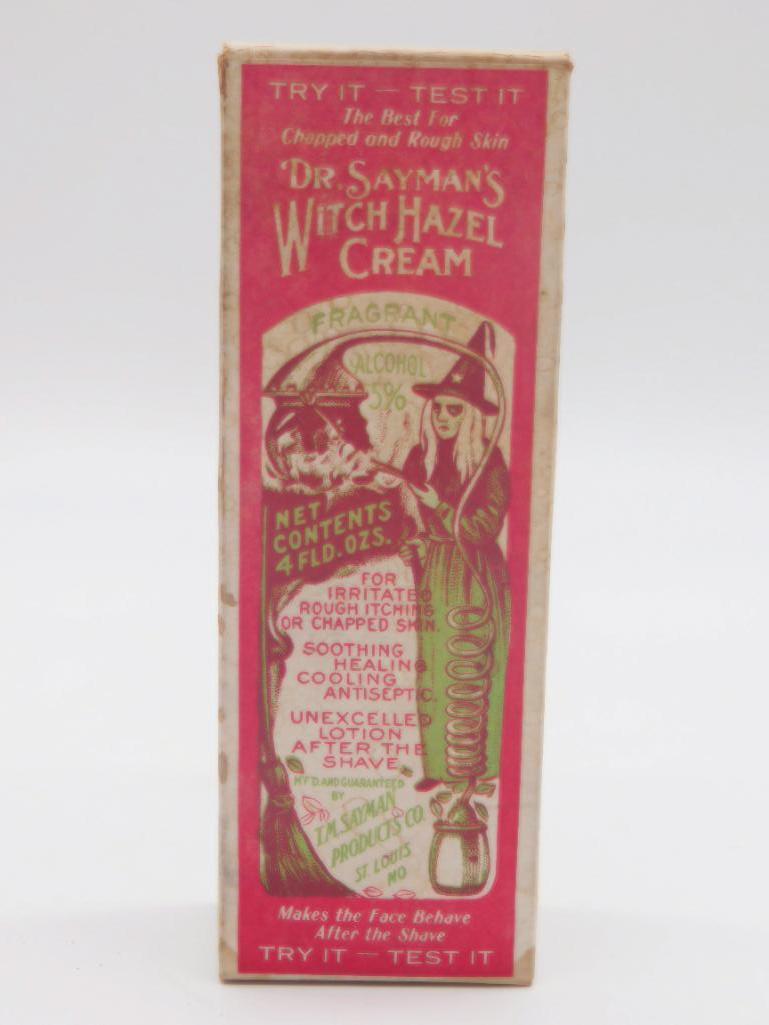 TRY IT — TEST IT
The Best For
Chapped and Rough Skin
DR. SAYMAN'S
WITCH HAZEL
CREAM
FRAGRANT
ALCOHOL
5%
NET
CONTENTS
4 FLD. OZS.
FOR
IRRITATED
ROUGH ITCHING
OR CHAPPED SKIN.
SOOTHING
HEALING
COOLING
ANTISEPTIC.
UNEXCELLED
LOTION
AFTER THE
SHAVE
M'F'D. AND GUARANTEED
BY
T.M. SAYMAN
PRODUCTS CO.
ST. LOUIS
MO
Makes the Face Behave
After the Shave
TRY IT — TEST IT